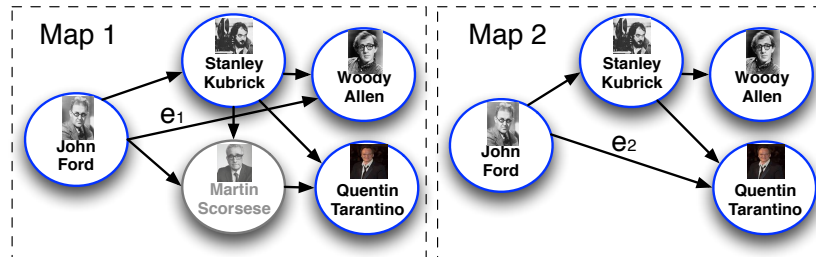 Map 1
Stanley
Kubrick
Woody
Allen
e1
John
Ford
Martin
Scorsese
Quentin
Tarantino
Map 2
Stanley
Kubrick
Woody
Allen
John
Ford
e2
Quentin
Tarantino